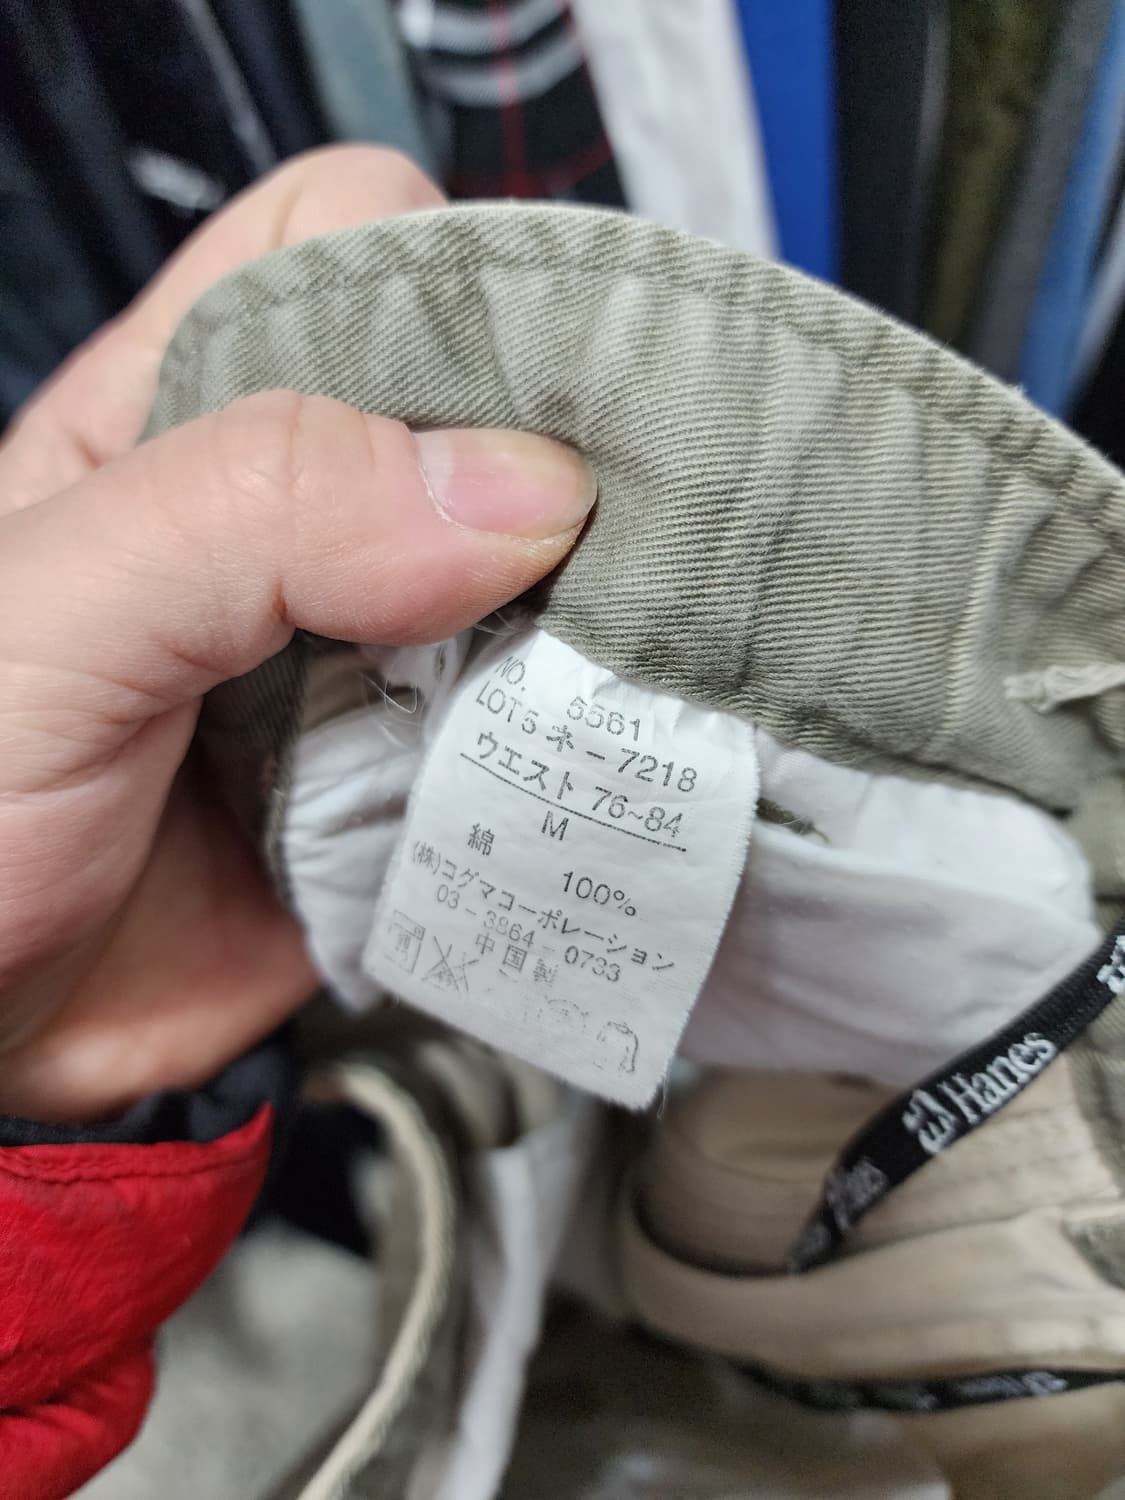 NO. 5561
LOT5 ネ-7218
ウエスト 76~84
M
綿 100%
(株)コグマコーポレーション
03-3864-0733
中国製
Hanes